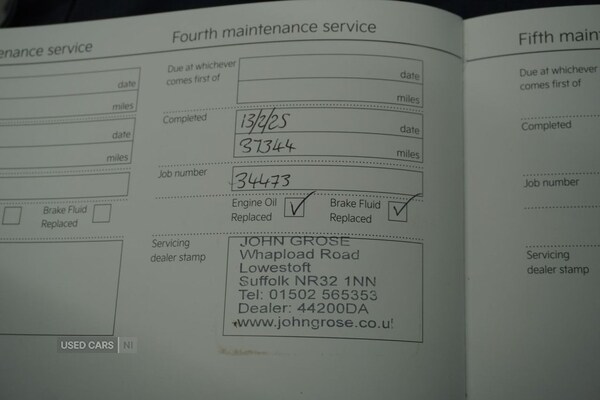 enance service
date
miles
date
miles
Brake Fluid
Replaced
Fourth maintenance service
Due at whichever
comes first of
date
miles
Completed
13/2/25
date
37344
miles
Job number
34473
Engine Oil
Replaced
Brake Fluid
Replaced
Servicing
dealer stamp
JOHN GROSE
Whapload Road
Lowestoft
Suffolk NR32 1NN
Tel: 01502 565353
Dealer: 44200DA
www.johngrose.co.u
Fifth main
Due at whichever
comes first of
Completed
Job number
Servicing
dealer stamp
USED CARS NI